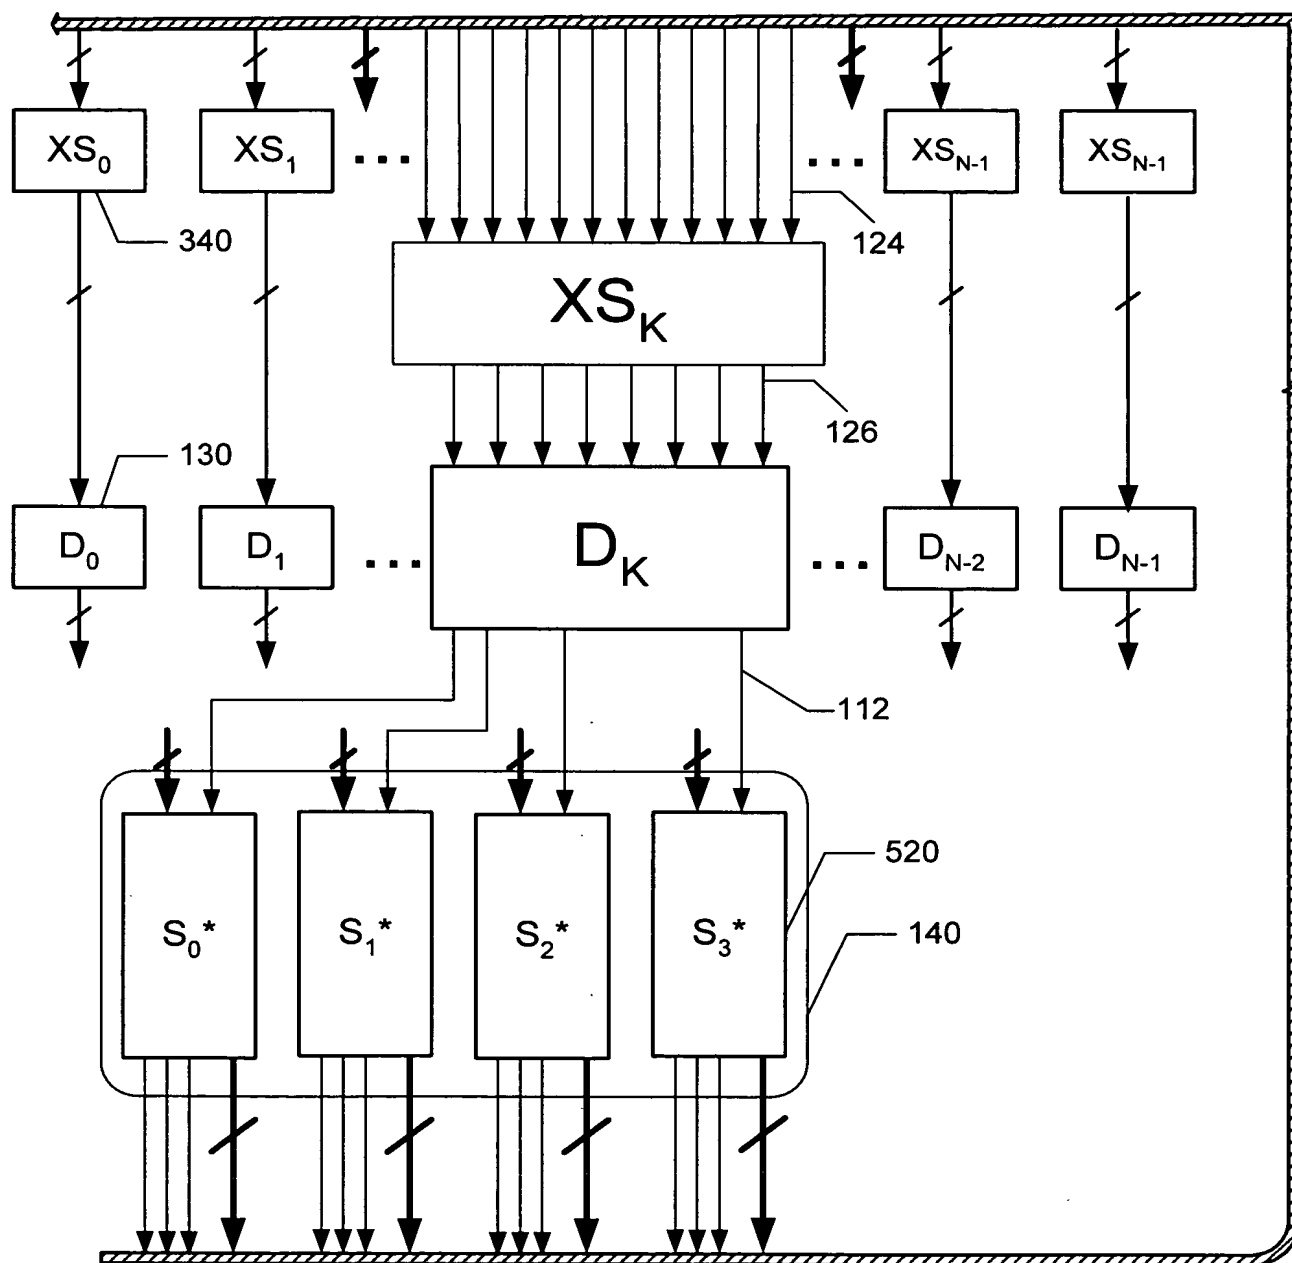 XS0
XS1
...
...
XSN-1
XSN-1
340
124
XSK
126
130
D0
D1
...
DK
...
DN-2
DN-1
112
S0*
S1*
S2*
S3*
520
140